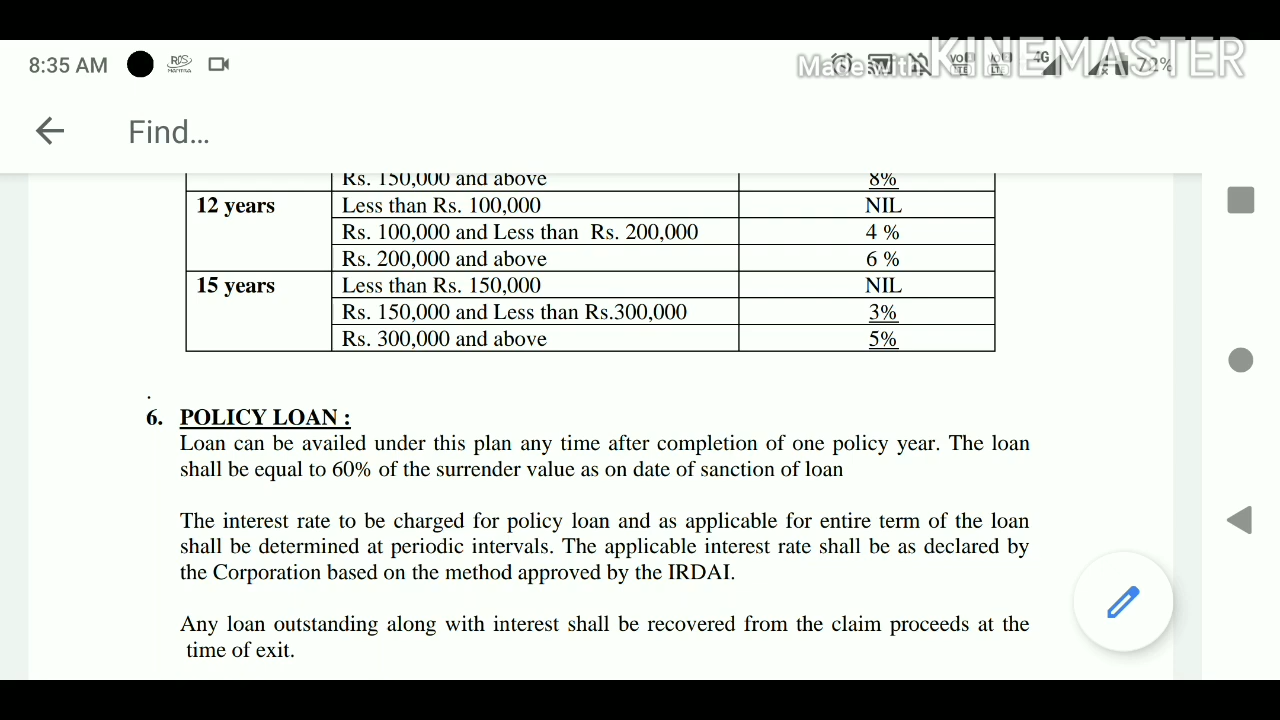 8:35 AM
Made with KINEMASTER
4G
72%
Find...
Rs. 150,000 and above 8%
12 years Less than Rs. 100,000 NIL
Rs. 100,000 and Less than Rs. 200,000 4 %
Rs. 200,000 and above 6 %
15 years Less than Rs. 150,000 NIL
Rs. 150,000 and Less than Rs.300,000 3%
Rs. 300,000 and above 5%
.
6. POLICY LOAN :
Loan can be availed under this plan any time after completion of one policy year. The loan
shall be equal to 60% of the surrender value as on date of sanction of loan
The interest rate to be charged for policy loan and as applicable for entire term of the loan
shall be determined at periodic intervals. The applicable interest rate shall be as declared by
the Corporation based on the method approved by the IRDAI.
Any loan outstanding along with interest shall be recovered from the claim proceeds at the
time of exit.